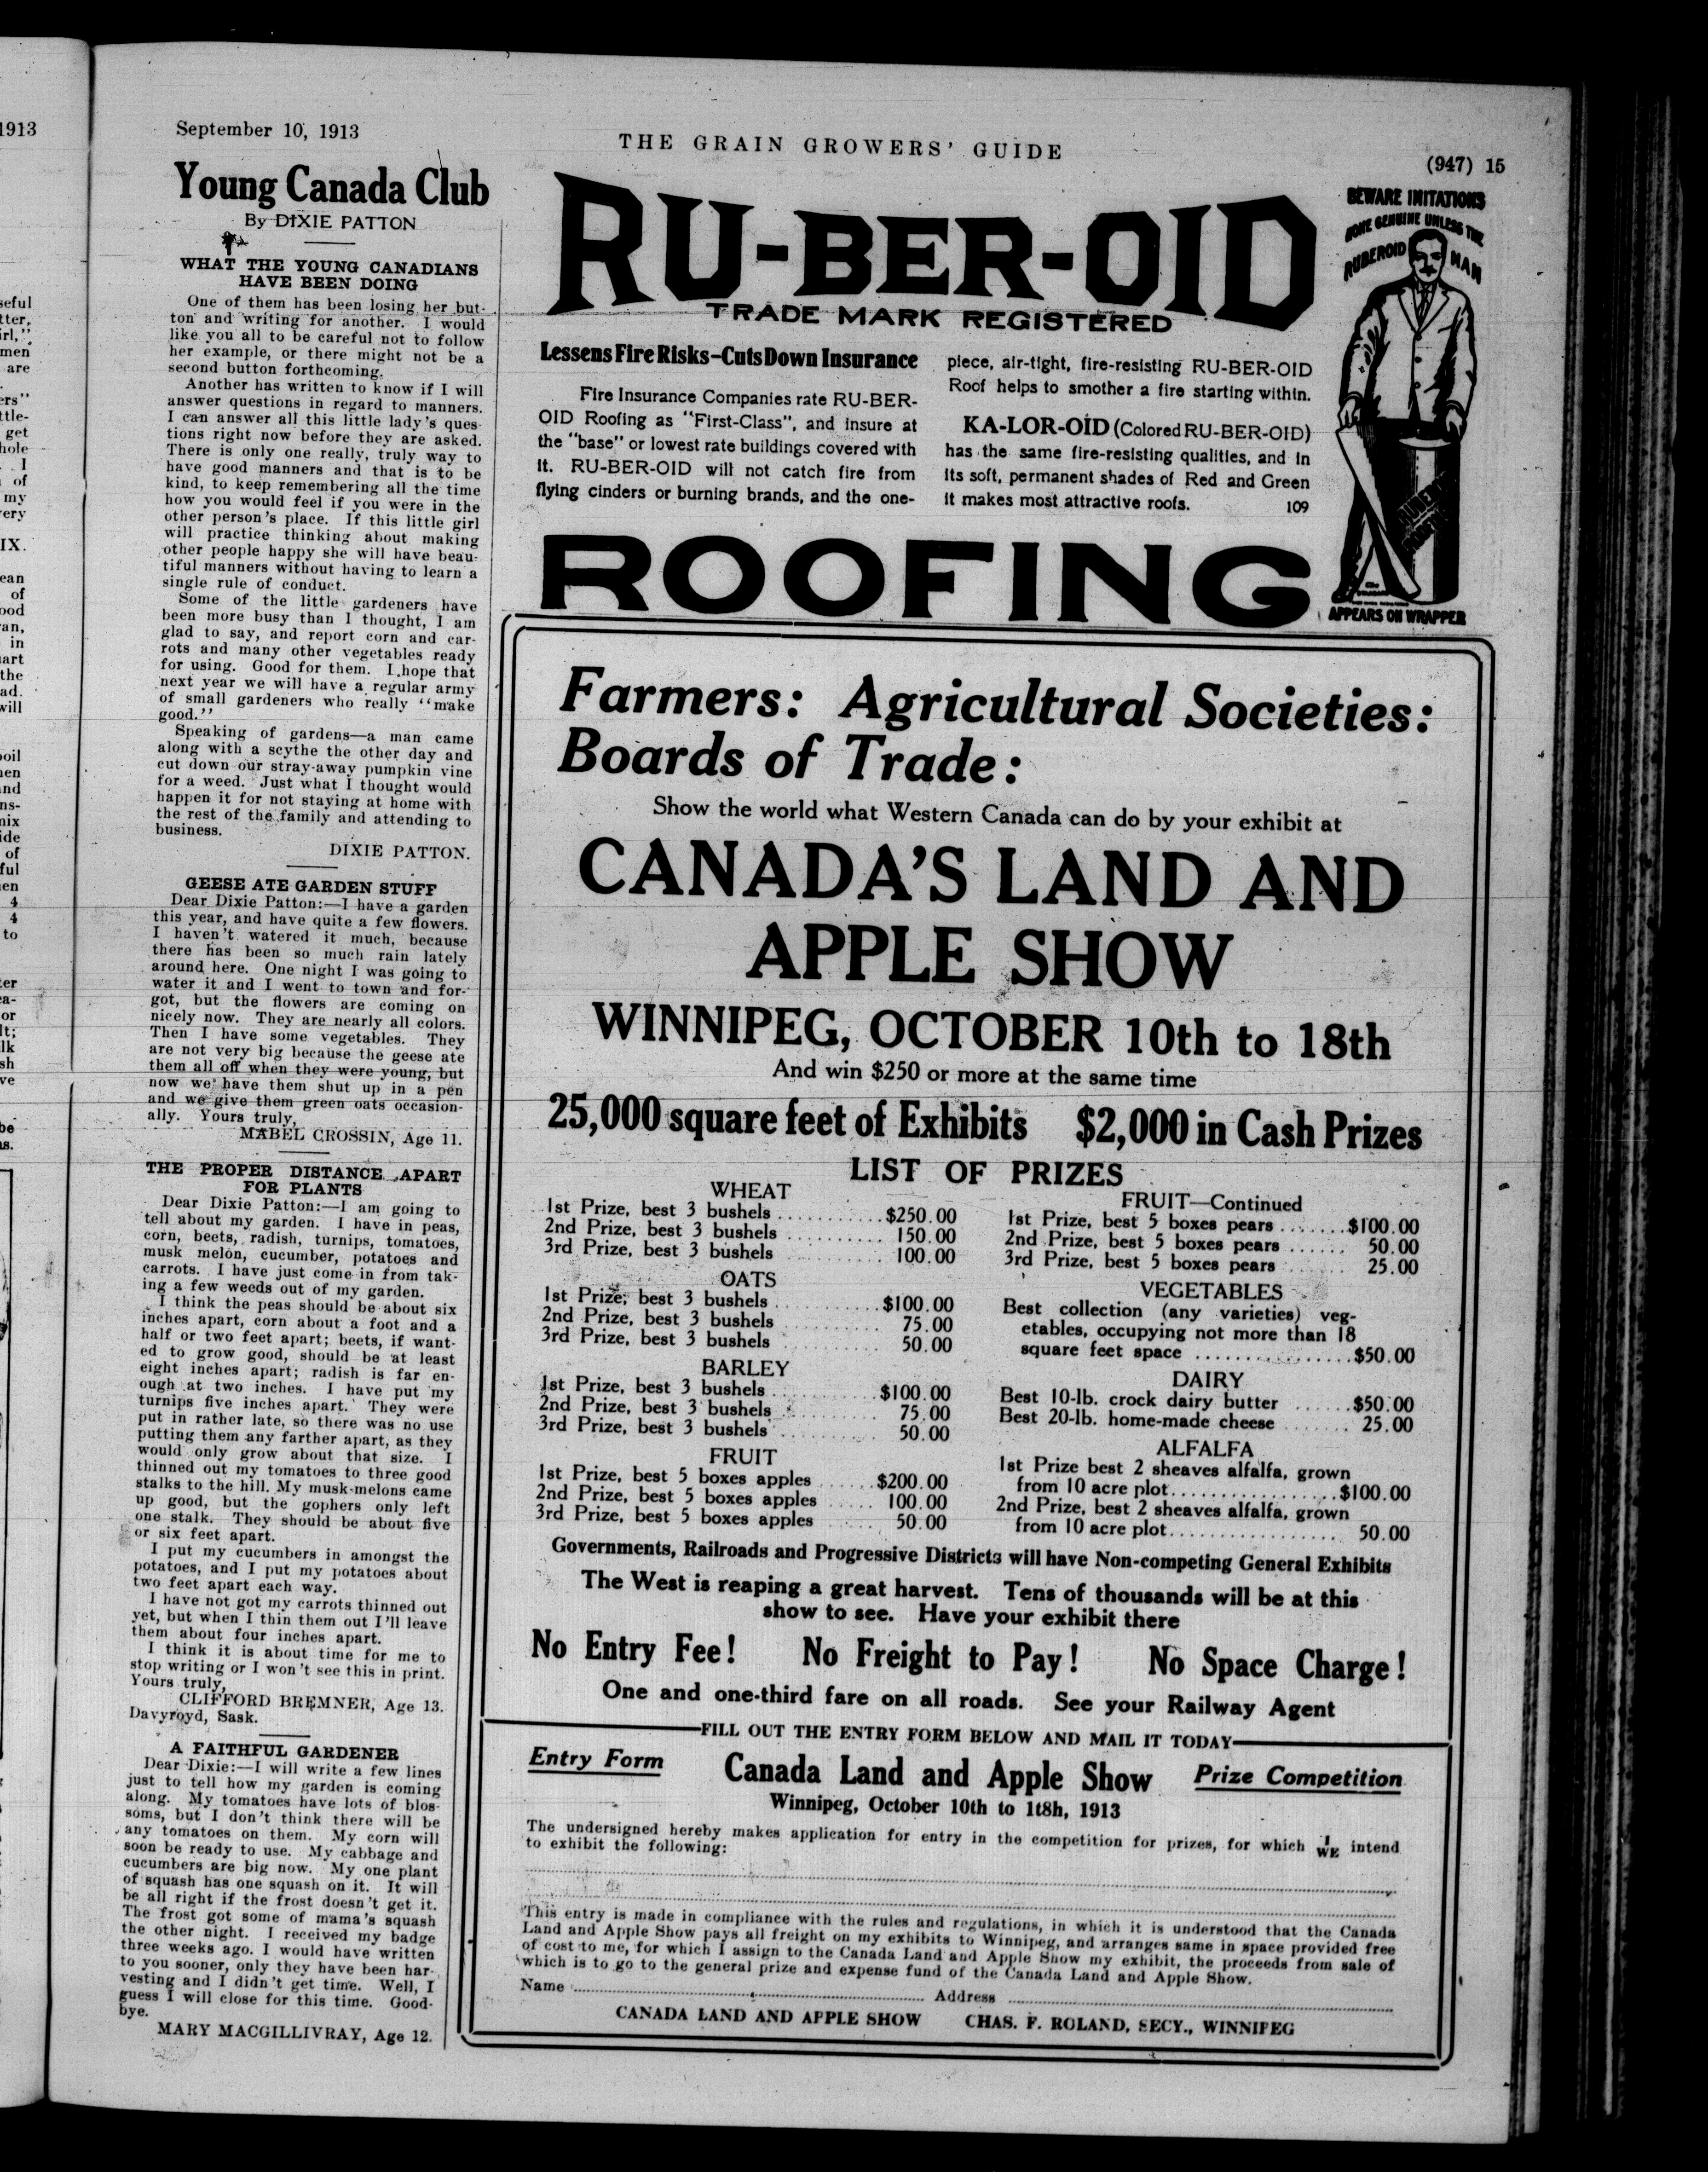 September 10, 1913
THE GRAIN GROWERS' GUIDE
(947) 15
Young Canada Club
By DIXIE PATTON
WHAT THE YOUNG CANADIANS
HAVE BEEN DOING
One of them has been losing her but-
ton and writing for another. I would
like you all to be careful not to follow
her example, or there might not be a
second button forthcoming.
Another has written to know if I will
answer questions in regard to manners.
I can answer all this little lady's ques-
tions right now before they are asked.
There is only one really, truly way to
have good manners and that is to be
kind, to keep remembering all the time
how you would feel if you were in the
other person's place. If this little girl
will practice thinking about making
other people happy she will have beau-
tiful manners without having to learn a
single rule of conduct.
Some of the little gardeners have
been more busy than I thought, I am
glad to say, and report corn and car-
rots and many other vegetables ready
for using. Good for them. I hope that
next year we will have a regular army
of small gardeners who really "make
good."
Speaking of gardens—a man came
along with a scythe the other day and
cut down our stray-away pumpkin vine
for a weed. Just what I thought would
happen it for not staying at home with
the rest of the family and attending to
business.
DIXIE PATTON.
GEESE ATE GARDEN STUFF
Dear Dixie Patton:—I have a garden
this year, and have quite a few flowers.
I haven't watered it much, because
there has been so much rain lately
around here. One night I was going to
water it and I went to town and for-
got, but the flowers are coming on
nicely now. They are nearly all colors.
Then I have some vegetables. They
are not very big because the geese ate
them all off when they were young, but
now we have them shut up in a pen
and we give them green oats occasion-
ally. Yours truly,
MABEL CROSSIN, Age 11.
THE PROPER DISTANCE APART
FOR PLANTS
Dear Dixie Patton:—I am going to
tell about my garden. I have in peas,
corn, beets, radish, turnips, tomatoes,
musk melon, cucumber, potatoes and
carrots. I have just come in from tak-
ing a few weeds out of my garden.
I think the peas should be about six
inches apart, corn about a foot and a
half or two feet apart; beets, if want-
ed to grow good, should be at least
eight inches apart; radish is far en-
ough at two inches. I have put my
turnips five inches apart. They were
put in rather late, so there was no use
putting them any farther apart, as they
would only grow about that size. I
thinned out my tomatoes to three good
stalks to the hill. My musk-melons came
up good, but the gophers only left
one stalk. They should be about five
or six feet apart.
I put my cucumbers in amongst the
potatoes, and I put my potatoes about
two feet apart each way.
I have not got my carrots thinned out
yet, but when I thin them out I'll leave
them about four inches apart.
I think it is about time for me to
stop writing or I won't see this in print.
Yours truly,
CLIFFORD BREMNER, Age 13.
Davyroyd, Sask.
A FAITHFUL GARDENER
Dear Dixie:—I will write a few lines
just to tell how my garden is coming
along. My tomatoes have lots of blos-
soms, but I don't think there will be
any tomatoes on them. My corn will
soon be ready to use. My cabbage and
cucumbers are big now. My one plant
of squash has one squash on it. It will
be all right if the frost doesn't get it.
The frost got some of mama's squash
the other night. I received my badge
three weeks ago. I would have written
to you sooner, only they have been har-
vesting and I didn't get time. Well, I
guess I will close for this time. Good-
bye.
MARY MACGILLIVRAY, Age 12.
RU-BER-OID
TRADE MARK REGISTERED
Lessens Fire Risks-Cuts Down Insurance
Fire Insurance Companies rate RU-BER-
OID Roofing as "First-Class", and insure at
the "base" or lowest rate buildings covered with
it. RU-BER-OID will not catch fire from
flying cinders or burning brands, and the one-
piece, air-tight, fire-resisting RU-BER-OID
Roof helps to smother a fire starting within.
KA-LOR-OID (Colored RU-BER-OID)
has the same fire-resisting qualities, and in
its soft, permanent shades of Red and Green
it makes most attractive roofs. 109
ROOFING
BEWARE IMITATIONS
NONE GENUINE UNLESS THE
RUBEROID MAN
APPEARS ON WRAPPER
Farmers: Agricultural Societies:
Boards of Trade:
Show the world what Western Canada can do by your exhibit at
CANADA'S LAND AND
APPLE SHOW
WINNIPEG, OCTOBER 10th to 18th
And win $250 or more at the same time
25,000 square feet of Exhibits $2,000 in Cash Prizes
LIST OF PRIZES
WHEAT
1st Prize, best 3 bushels ........... $250.00
2nd Prize, best 3 bushels .......... 150.00
3rd Prize, best 3 bushels .......... 100.00
OATS
1st Prize, best 3 bushels ........... $100.00
2nd Prize, best 3 bushels .......... 75.00
3rd Prize, best 3 bushels .......... 50.00
BARLEY
1st Prize, best 3 bushels ........... $100.00
2nd Prize, best 3 bushels .......... 75.00
3rd Prize, best 3 bushels .......... 50.00
FRUIT
1st Prize, best 5 boxes apples ...... $200.00
2nd Prize, best 5 boxes apples ..... 100.00
3rd Prize, best 5 boxes apples ..... 50.00
FRUIT—Continued
1st Prize, best 5 boxes pears ....... $100.00
2nd Prize, best 5 boxes pears ...... 50.00
3rd Prize, best 5 boxes pears ...... 25.00
VEGETABLES
Best collection (any varieties) veg-
etables, occupying not more than 18
square feet space ................ $50.00
DAIRY
Best 10-lb. crock dairy butter ...... $50.00
Best 20-lb. home-made cheese ....... 25.00
ALFALFA
1st Prize best 2 sheaves alfalfa, grown
from 10 acre plot................. $100.00
2nd Prize, best 2 sheaves alfalfa, grown
from 10 acre plot................. 50.00
Governments, Railroads and Progressive Districts will have Non-competing General Exhibits
The West is reaping a great harvest. Tens of thousands will be at this
show to see. Have your exhibit there
No Entry Fee! No Freight to Pay! No Space Charge!
One and one-third fare on all roads. See your Railway Agent
FILL OUT THE ENTRY FORM BELOW AND MAIL IT TODAY
Entry Form Canada Land and Apple Show Prize Competition
Winnipeg, October 10th to 1t8h, 1913
The undersigned hereby makes application for entry in the competition for prizes, for which I WE intend
to exhibit the following:
This entry is made in compliance with the rules and regulations, in which it is understood that the Canada
Land and Apple Show pays all freight on my exhibits to Winnipeg, and arranges same in space provided free
of cost to me, for which I assign to the Canada Land and Apple Show my exhibit, the proceeds from sale of
which is to go to the general prize and expense fund of the Canada Land and Apple Show.
Name ........ Address ........
CANADA LAND AND APPLE SHOW CHAS. F. ROLAND, SECY., WINNIPEG